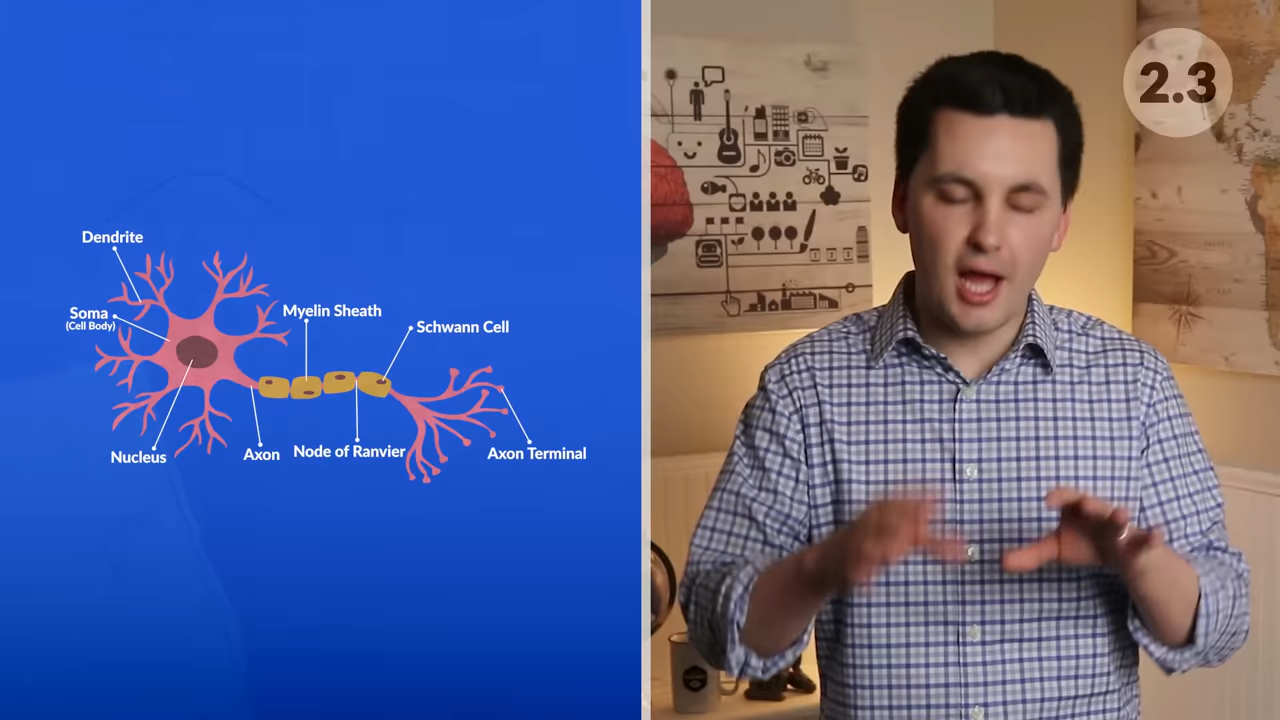 Dendrite
Soma
(Cell Body)
Myelin Sheath
Schwann Cell
Nucleus
Axon
Node of Ranvier
Axon Terminal
2.3